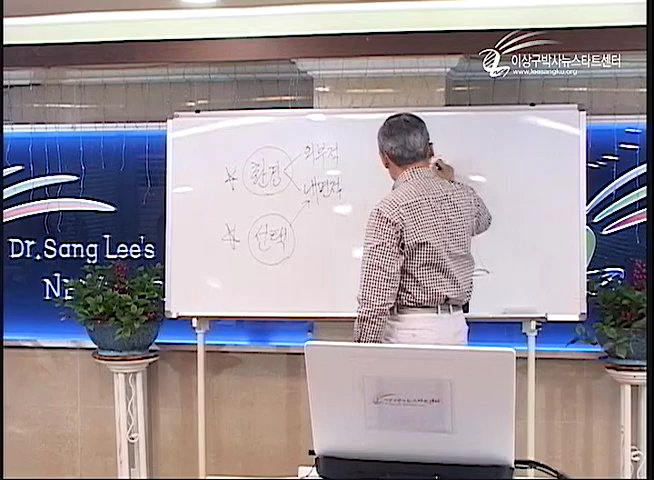 이상구박사뉴스타트센터
www.leesangku.org
* 환경
외부적
내면적
* 선택
Dr.Sang Lee's